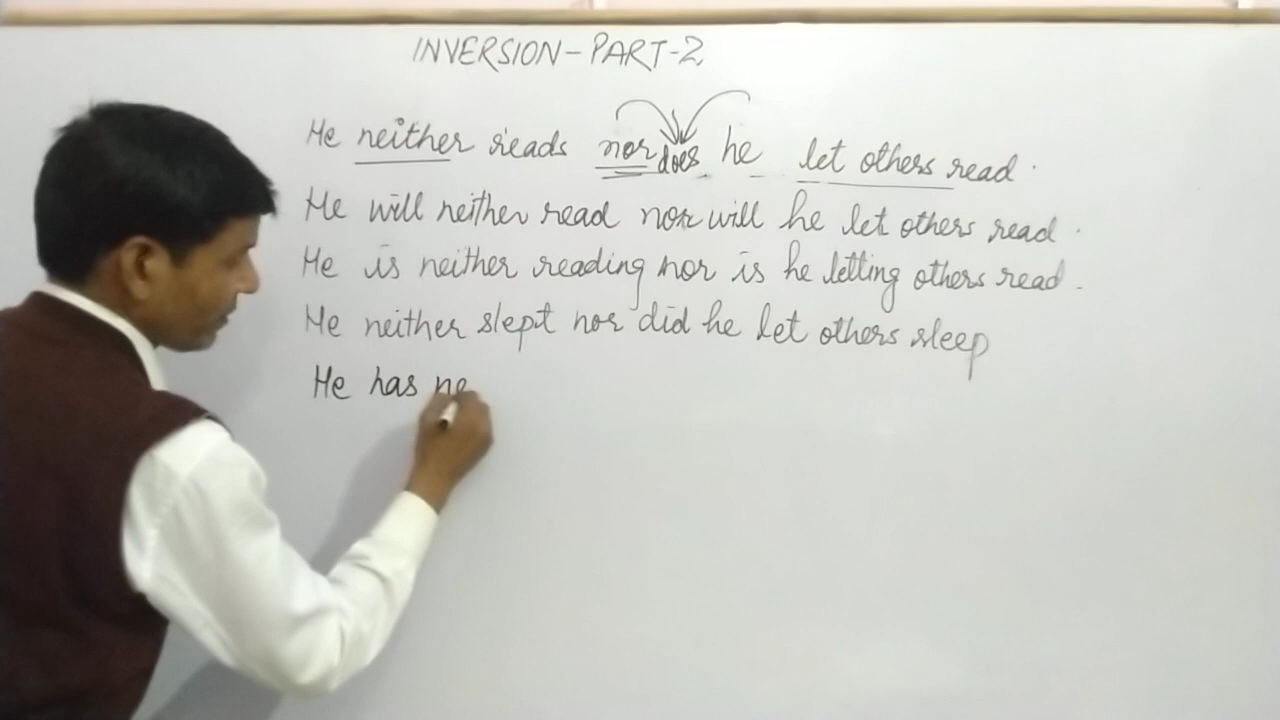 INVERSION-PART-2
He neither reads nor does he let others read.
He will neither read nor will he let others read.
He is neither reading nor is he letting others read.
He neither slept nor did he let others sleep
He has ne